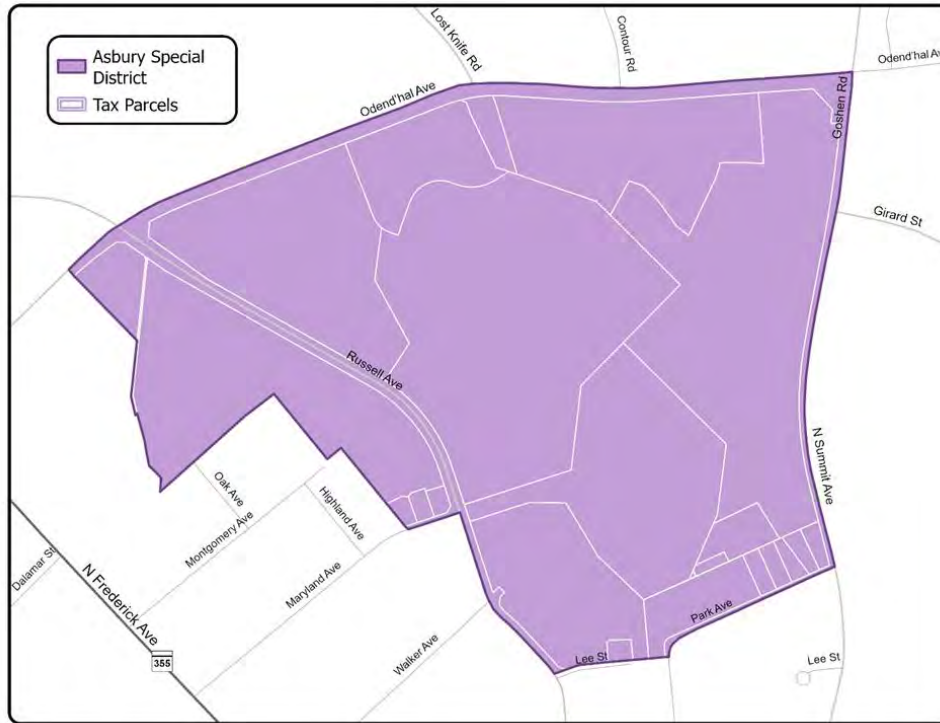 Asbury Special
District
Tax Parcels
Lost Knife Rd
Contour Rd
Odend'hal Av
Odend'hal Ave
Goshen Rd
Girard St
Russell Ave
N Summit Ave
Oak Ave
Highland Ave
Montgomery Ave
Dalamar St
N Frederick Ave
Maryland Ave
355
Walker Ave
Park Ave
Lee St
Lee St